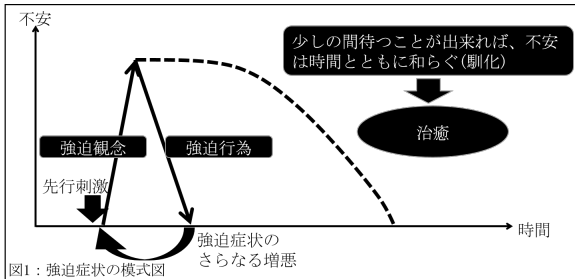 不安
少しの間待つことが出来れば、不安
は時間とともに和らぐ(馴化)
治癒
強迫観念
強迫行為
先行刺激
時間
強迫症状の
さらなる増悪
図1：強迫症状の模式図